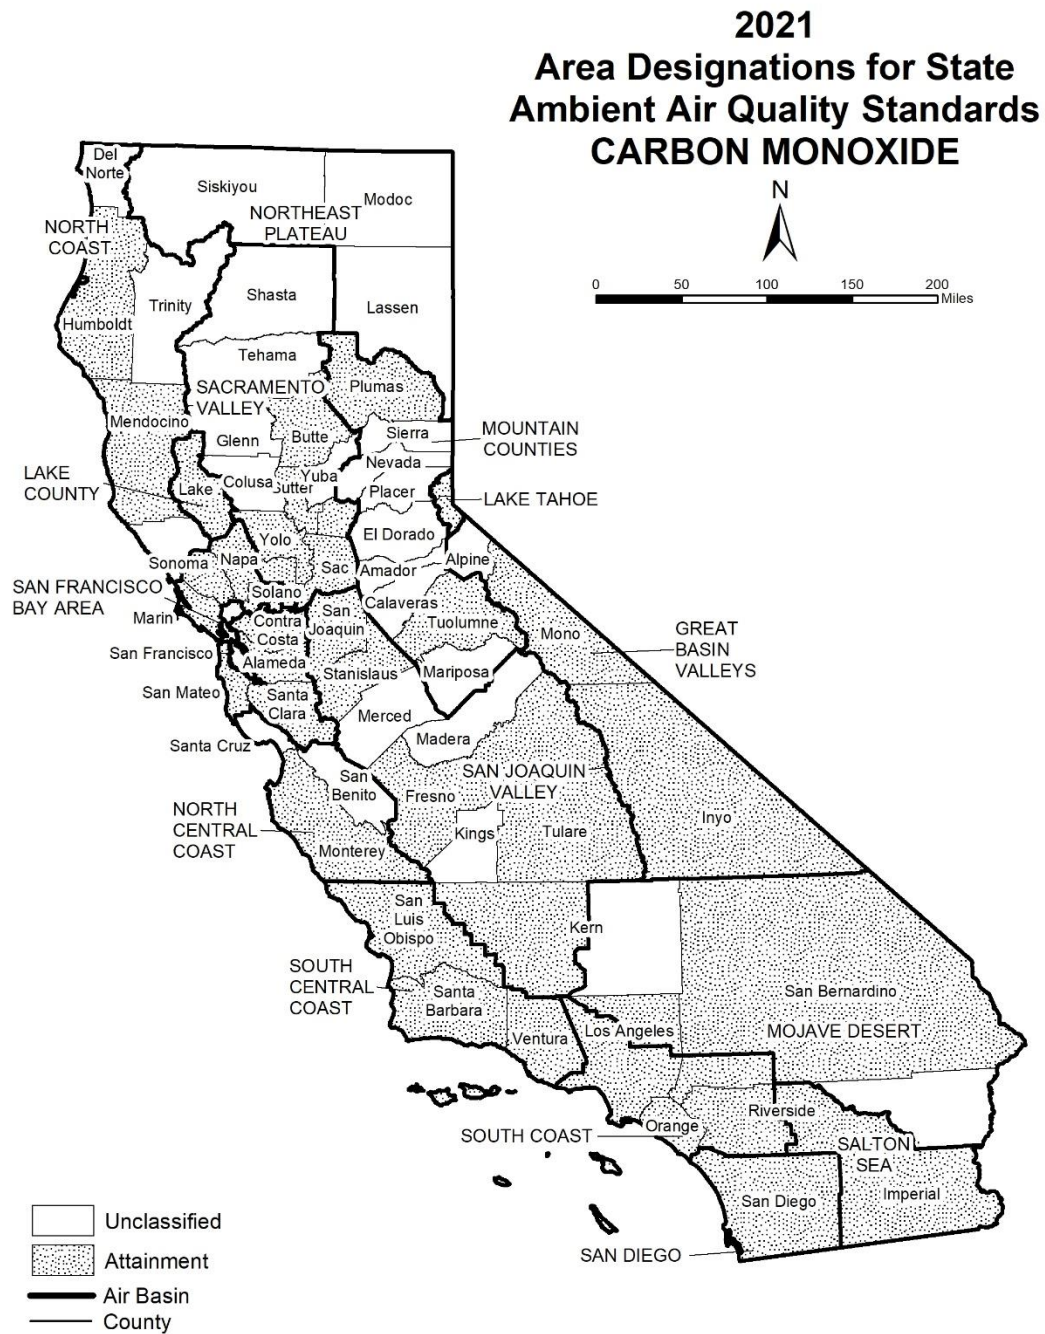 2021
Area Designations for State
Ambient Air Quality Standards
CARBON MONOXIDE
N
0 50 100 150 200
Miles
Del
Norte
Siskiyou
Modoc
NORTHEAST
PLATEAU
NORTH
COAST
Trinity
Shasta
Lassen
Humboldt
Tehama
Plumas
SACRAMENTO
VALLEY
Mendocino
Glenn
Butte
Sierra
MOUNTAIN
COUNTIES
Nevada
LAKE
COUNTY
Lake
Colusa
Sutter
Yuba
Placer
LAKE TAHOE
El Dorado
Yolo
Sonoma
Napa
Sac
Amador
Alpine
SAN FRANCISCO
BAY AREA
Solano
Calaveras
Marin
Contra
Costa
San
Joaquin
Tuolumne
Mono
GREAT
BASIN
VALLEYS
San Francisco
Alameda
Stanislaus
Mariposa
San Mateo
Santa
Clara
Merced
Santa Cruz
Madera
San
Benito
SAN JOAQUIN
VALLEY
Fresno
NORTH
CENTRAL
COAST
Monterey
Kings
Tulare
Inyo
San
Luis
Obispo
Kern
SOUTH
CENTRAL
COAST
Santa
Barbara
San Bernardino
MOJAVE DESERT
Ventura
Los Angeles
Riverside
Orange
SOUTH COAST
SALTON
SEA
San Diego
Imperial
SAN DIEGO
Unclassified
Attainment
Air Basin
County